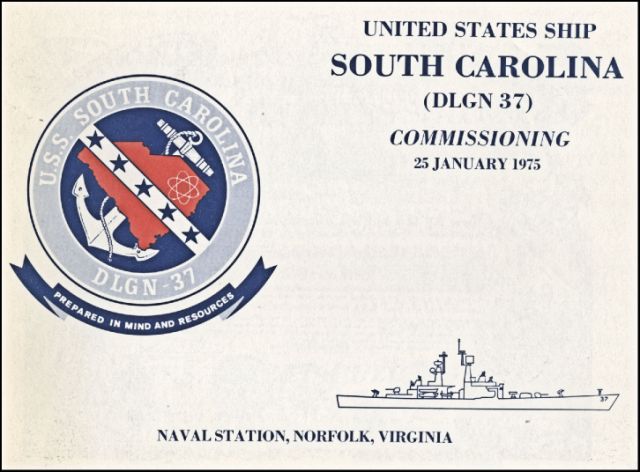 UNITED STATES SHIP
SOUTH CAROLINA
(DLGN 37)
COMMISSIONING
25 JANUARY 1975
U.S.S. SOUTH CAROLINA
DLGN-37
PREPARED IN MIND AND RESOURCES
37
NAVAL STATION, NORFOLK, VIRGINIA